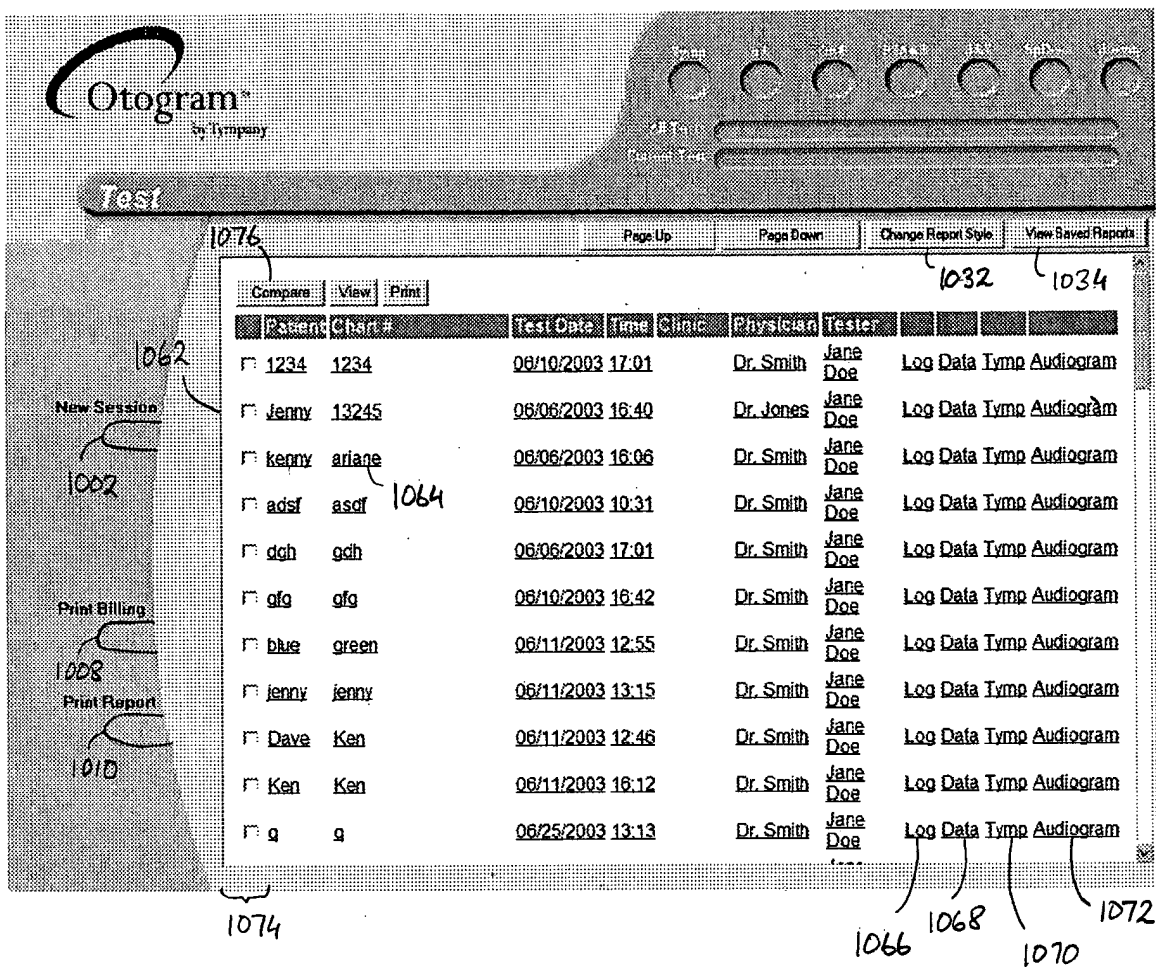 Otogram™
by Tympany
Test
1076
Page Up Page Down Change Report Style View Saved Reports
1032 1034
Compare View Print
Patient Chart # Test Date Time Clinic Physician Tester
1062
1234 1234 06/10/2003 17:01 Dr. Smith Jane Doe Log Data Tymp Audiogram
New Session
Jenny 13245 06/06/2003 16:40 Dr. Jones Jane Doe Log Data Tymp Audiogram
1002
kenny ariane 06/06/2003 16:06 Dr. Smith Jane Doe Log Data Tymp Audiogram
1064
adsf asdf 06/10/2003 10:31 Dr. Smith Jane Doe Log Data Tymp Audiogram
dgh gdh 06/06/2003 17:01 Dr. Smith Jane Doe Log Data Tymp Audiogram
Print Billing
gfg gfg 06/10/2003 16:42 Dr. Smith Jane Doe Log Data Tymp Audiogram
1008
blue green 06/11/2003 12:55 Dr. Smith Jane Doe Log Data Tymp Audiogram
Print Report
jenny jenny 06/11/2003 13:15 Dr. Smith Jane Doe Log Data Tymp Audiogram
1010
Dave Ken 06/11/2003 12:46 Dr. Smith Jane Doe Log Data Tymp Audiogram
Ken Ken 06/11/2003 16:12 Dr. Smith Jane Doe Log Data Tymp Audiogram
g g 06/25/2003 13:13 Dr. Smith Jane Doe Log Data Tymp Audiogram
1074
1066 1068 1070 1072